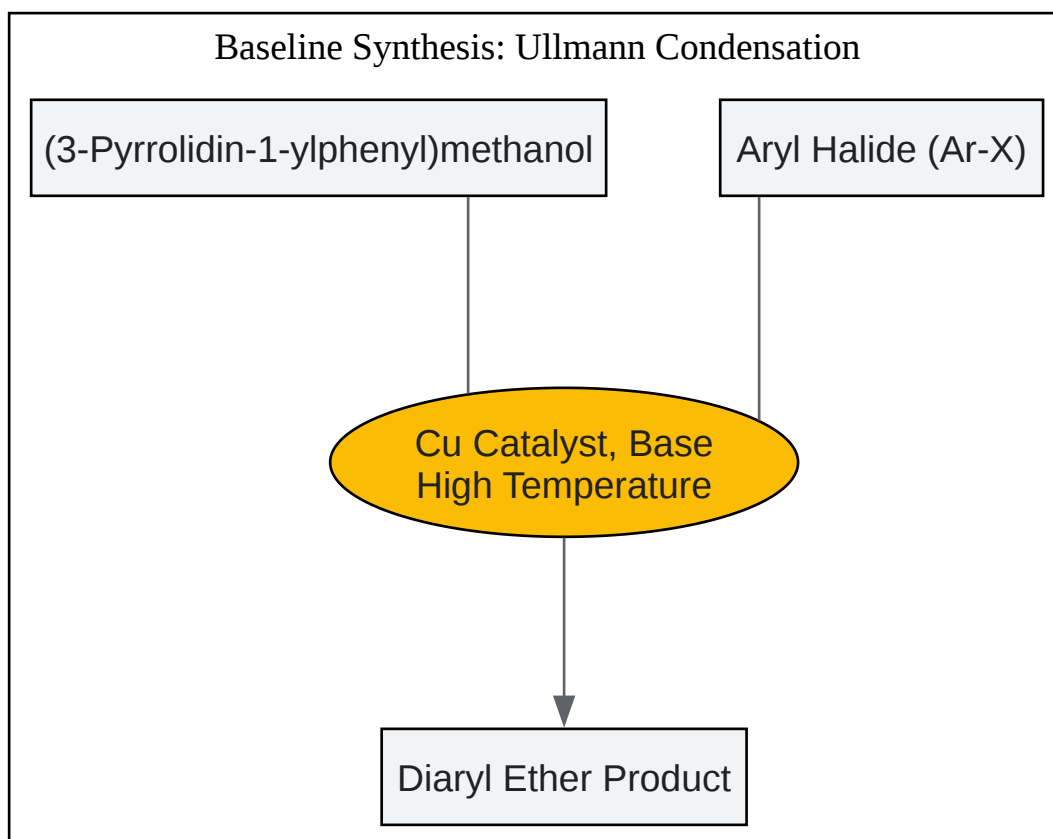 Baseline Synthesis: Ullmann Condensation
(3-Pyrrolidin-1-ylphenyl)methanol
Aryl Halide (Ar-X)
Cu Catalyst, Base
High Temperature
Diaryl Ether Product